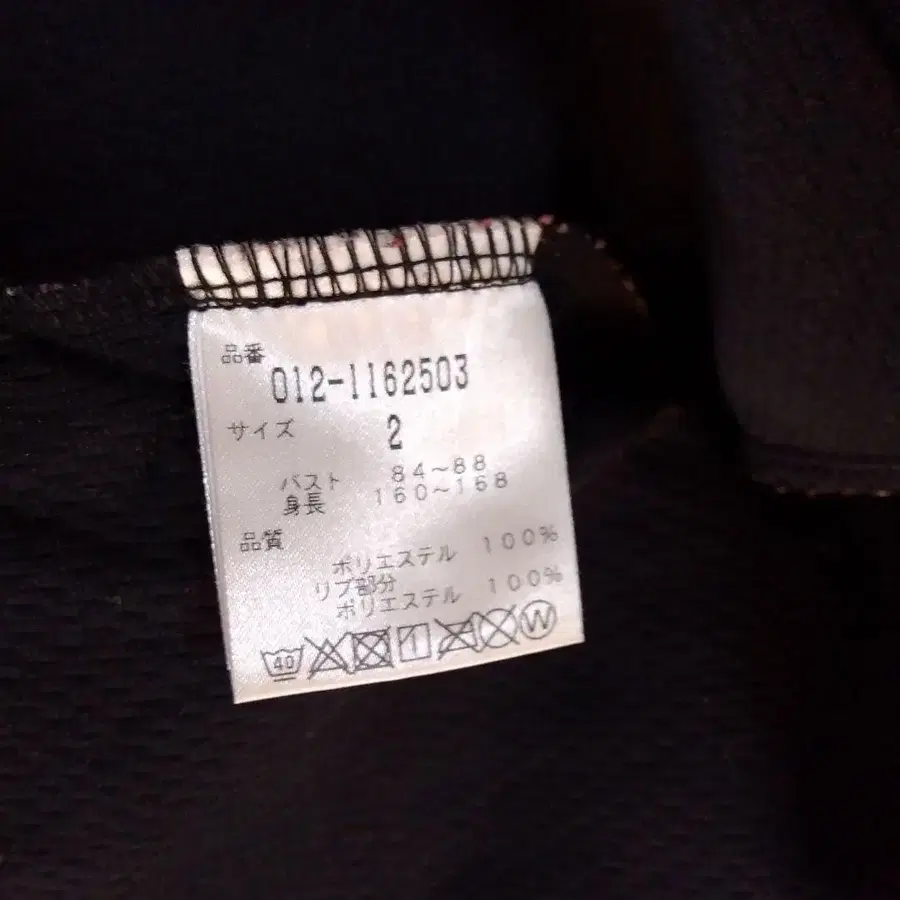 品番
012-1162503
サイズ 2
バスト 84~88
身長 160~168
品質
ポリエステル 100%
リブ部分
ポリエステル 100%
40 W